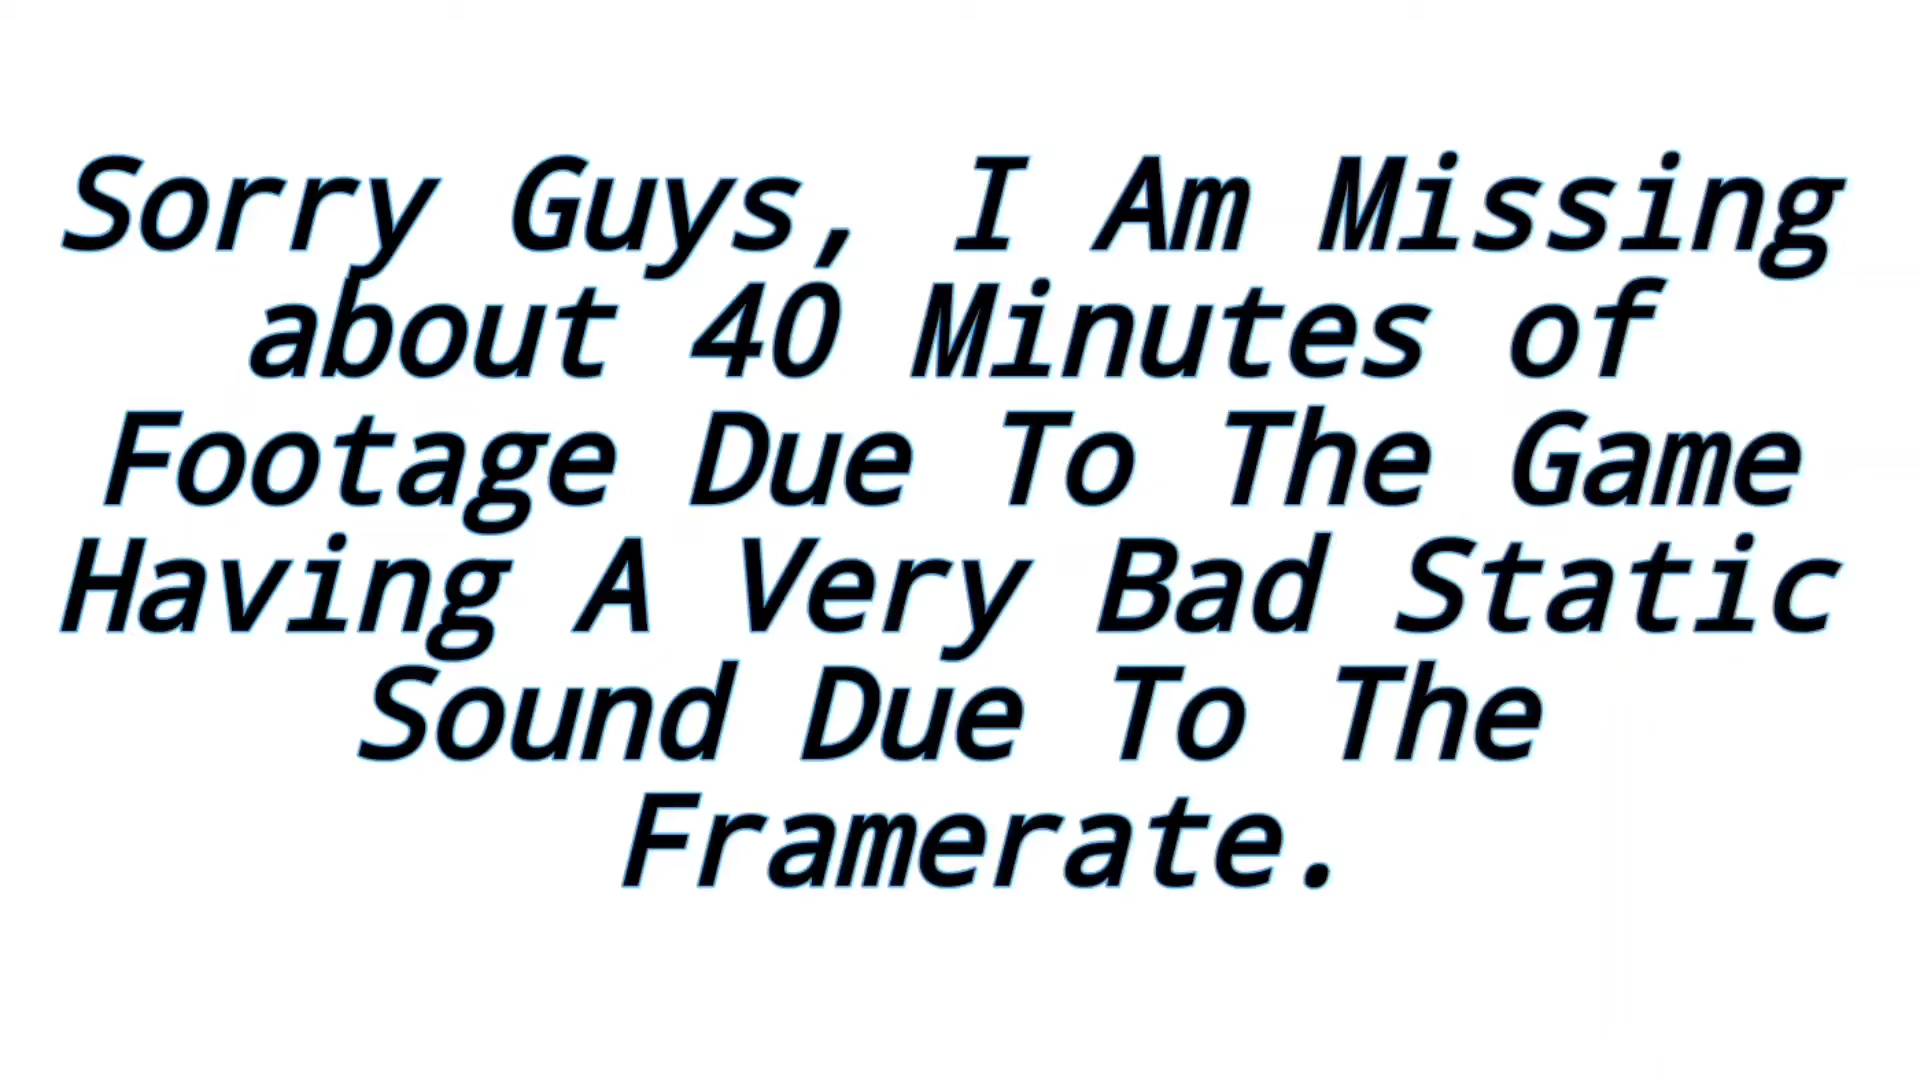 Sorry Guys, I Am Missing
about 40 Minutes of
Footage Due To The Game
Having A Very Bad Static
Sound Due To The
Framerate.